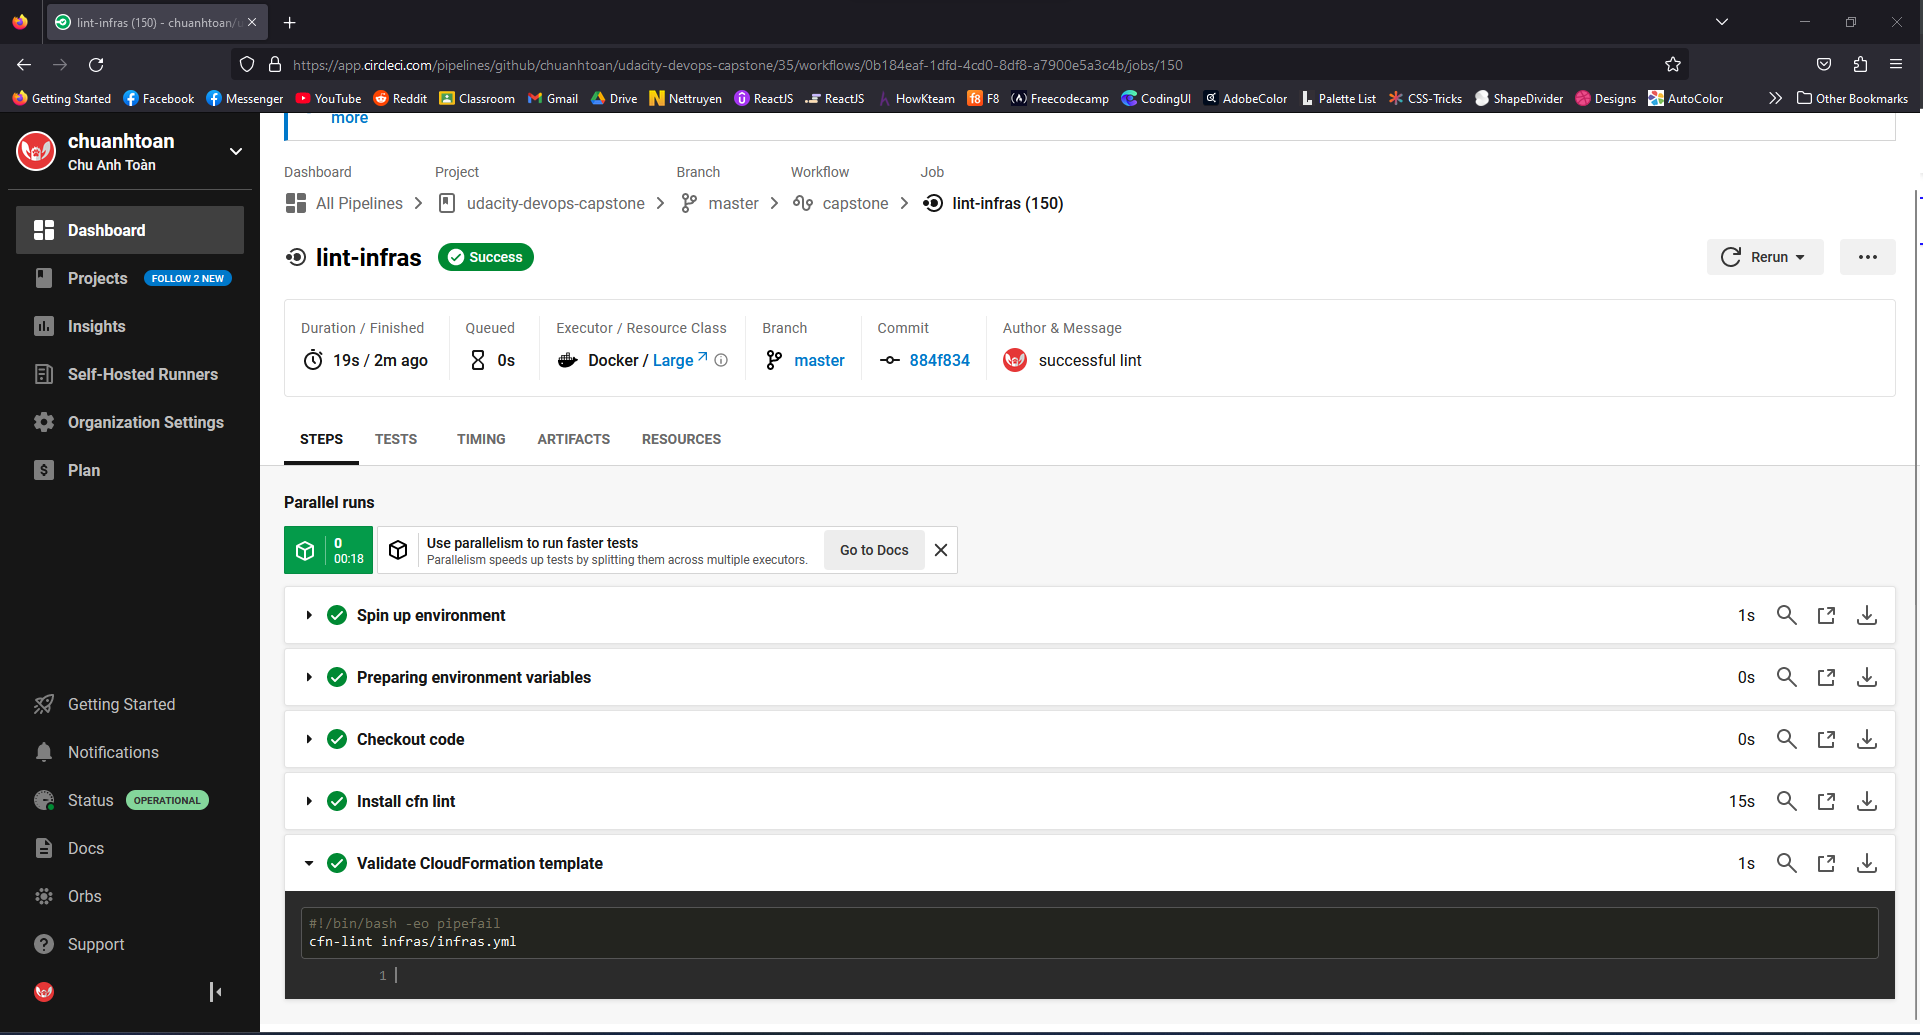 lint-infras (150) - chuanhtoan/u
https://app.circleci.com/pipelines/github/chuanhtoan/udacity-devops-capstone/35/workflows/0b184eaf-1dfd-4cd0-8df8-a7900e5a3c4b/jobs/150
Getting Started Facebook Messenger YouTube Reddit Classroom Gmail Drive Nettruyen ReactJS ReactJS HowKteam F8 Freecodecamp CodingUI AdobeColor Palette List CSS-Tricks ShapeDivider Designs AutoColor Other Bookmarks
chuanhtoan
Chu Anh Toàn
Dashboard
Projects FOLLOW 2 NEW
Insights
Self-Hosted Runners
Organization Settings
Plan
Getting Started
Notifications
Status OPERATIONAL
Docs
Orbs
Support
more
Dashboard Project Branch Workflow Job
All Pipelines udacity-devops-capstone master capstone lint-infras (150)
lint-infras Success Rerun
Duration / Finished Queued Executor / Resource Class Branch Commit Author & Message
19s / 2m ago 0s Docker / Large master 884f834 successful lint
STEPS TESTS TIMING ARTIFACTS RESOURCES
Parallel runs
0
00:18
Use parallelism to run faster tests
Parallelism speeds up tests by splitting them across multiple executors.
Go to Docs
Spin up environment 1s
Preparing environment variables 0s
Checkout code 0s
Install cfn lint 15s
Validate CloudFormation template 1s
#!/bin/bash -eo pipefail
cfn-lint infras/infras.yml
1